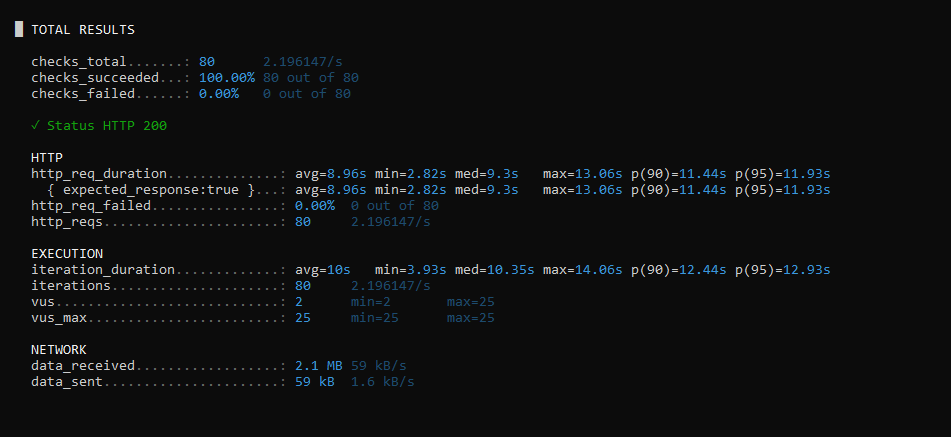 TOTAL RESULTS
checks_total.......: 80 2.196147/s
checks_succeeded...: 100.00% 80 out of 80
checks_failed......: 0.00% 0 out of 80
✓ Status HTTP 200
HTTP
http_req_duration..............: avg=8.96s min=2.82s med=9.3s max=13.06s p(90)=11.44s p(95)=11.93s
{ expected_response:true }...: avg=8.96s min=2.82s med=9.3s max=13.06s p(90)=11.44s p(95)=11.93s
http_req_failed................: 0.00% 0 out of 80
http_reqs......................: 80 2.196147/s
EXECUTION
iteration_duration.............: avg=10s min=3.93s med=10.35s max=14.06s p(90)=12.44s p(95)=12.93s
iterations.....................: 80 2.196147/s
vus............................: 2 min=2 max=25
vus_max........................: 25 min=25 max=25
NETWORK
data_received..................: 2.1 MB 59 kB/s
data_sent......................: 59 kB 1.6 kB/s